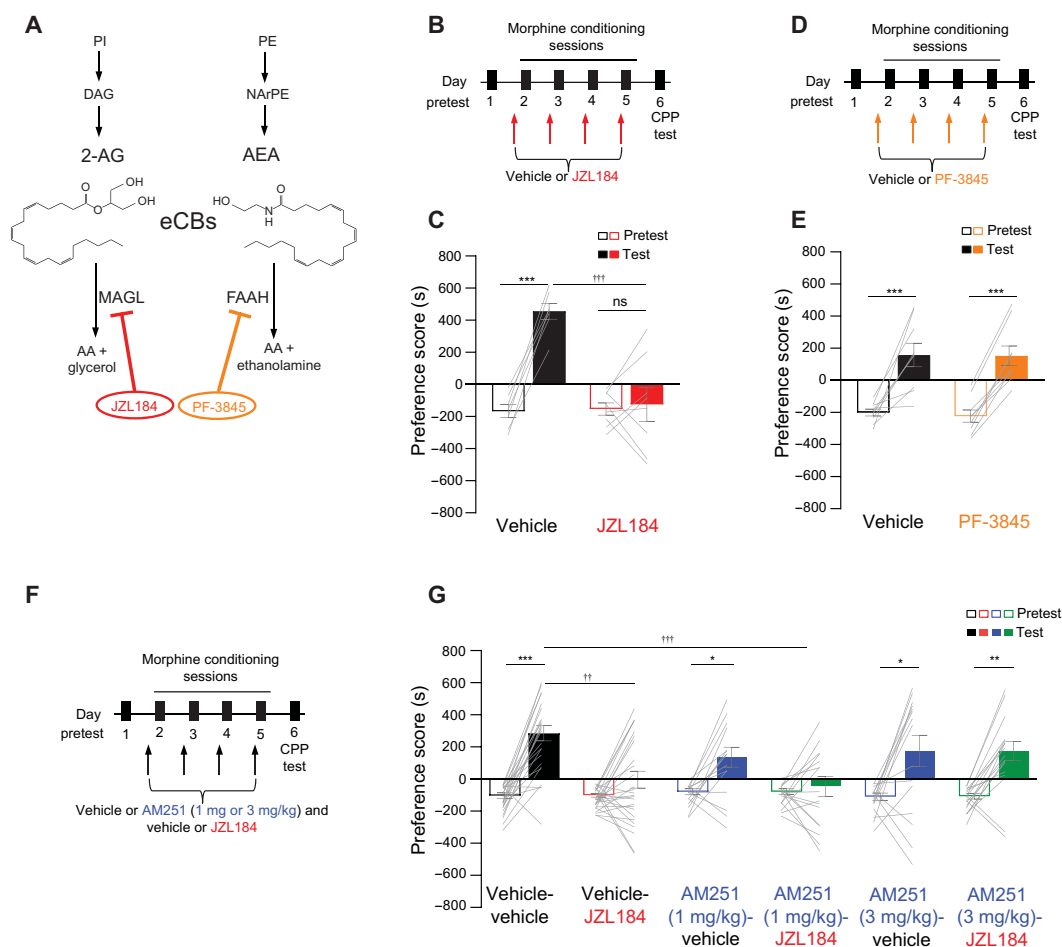 A
PI
PE
DAG
NArPE
2-AG
AEA
O
OH
O
OH
HO
N
H
O
eCBs
MAGL
FAAH
AA +
glycerol
AA +
ethanolamine
JZL184
PF-3845
B
Morphine conditioning
sessions
Day
pretest
1 2 3 4 5 6
CPP
test
Vehicle or JZL184
D
Morphine conditioning
sessions
Day
pretest
1 2 3 4 5 6
CPP
test
Vehicle or PF-3845
C
Pretest
Test
Preference score (s)
800
600
400
200
0
−200
−400
−600
−800
***
†††
ns
Vehicle
JZL184
E
Pretest
Test
Preference score (s)
800
600
400
200
0
−200
−400
−600
−800
***
***
Vehicle
PF-3845
F
Morphine conditioning
sessions
Day
pretest
1 2 3 4 5 6
CPP
test
Vehicle or AM251 (1 mg or 3 mg/kg) and
vehicle or JZL184
G
Pretest
Test
Preference score (s)
800
600
400
200
0
−200
−400
−600
−800
†††
***
††
*
*
**
Vehicle-
vehicle
Vehicle-
JZL184
AM251
(1 mg/kg)-
vehicle
AM251
(1 mg/kg)-
JZL184
AM251
(3 mg/kg)-
vehicle
AM251
(3 mg/kg)-
JZL184